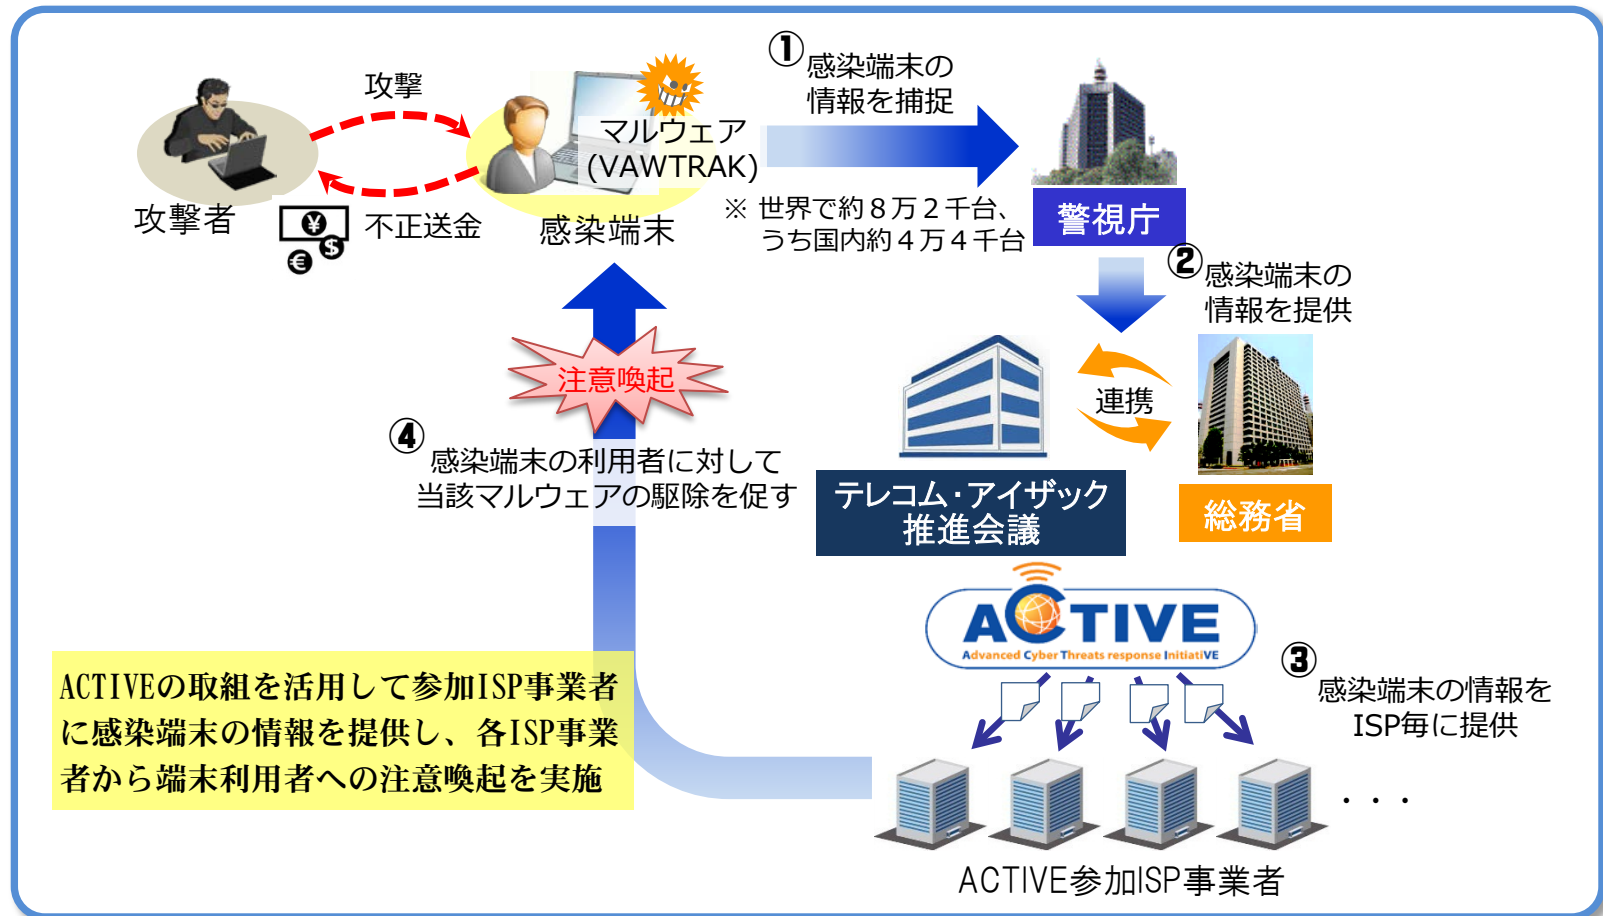 ①
感染端末の
情報を捕捉
攻撃
マルウェア
(VAWTRAK)
攻撃者
¥
$
€
不正送金
感染端末
※ 世界で約８万２千台、
うち国内約４万４千台
警視庁
②
感染端末の
情報を提供
注意喚起
連携
④
感染端末の利用者に対して
当該マルウェアの駆除を促す
テレコム・アイザック
推進会議
総務省
ACTIVE
Advanced Cyber Threats response InitiatiVE
③
感染端末の情報を
ISP毎に提供
ACTIVEの取組を活用して参加ISP事業者
に感染端末の情報を提供し、各ISP事業
者から端末利用者への注意喚起を実施
・・・
ACTIVE参加ISP事業者